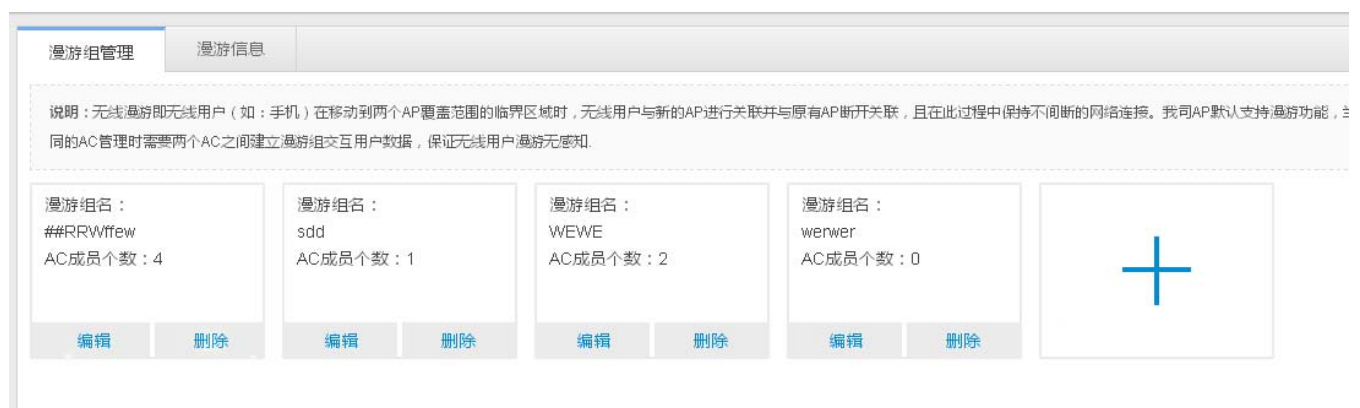 漫游组管理
漫游信息
说明：无线漫游即无线用户（如：手机）在移动到两个AP覆盖范围的临界区域时，无线用户与新的AP进行关联并与原有AP断开关联，且在此过程中保持不间断的网络连接。我司AP默认支持漫游功能，
同的AC管理时需要两个AC之间建立漫游组交互用户数据，保证无线用户漫游无感知.
漫游组名：
##RRWffew
AC成员个数：4
编辑 删除
漫游组名：
sdd
AC成员个数：1
编辑 删除
漫游组名：
WEWE
AC成员个数：2
编辑 删除
漫游组名：
werwer
AC成员个数：0
编辑 删除